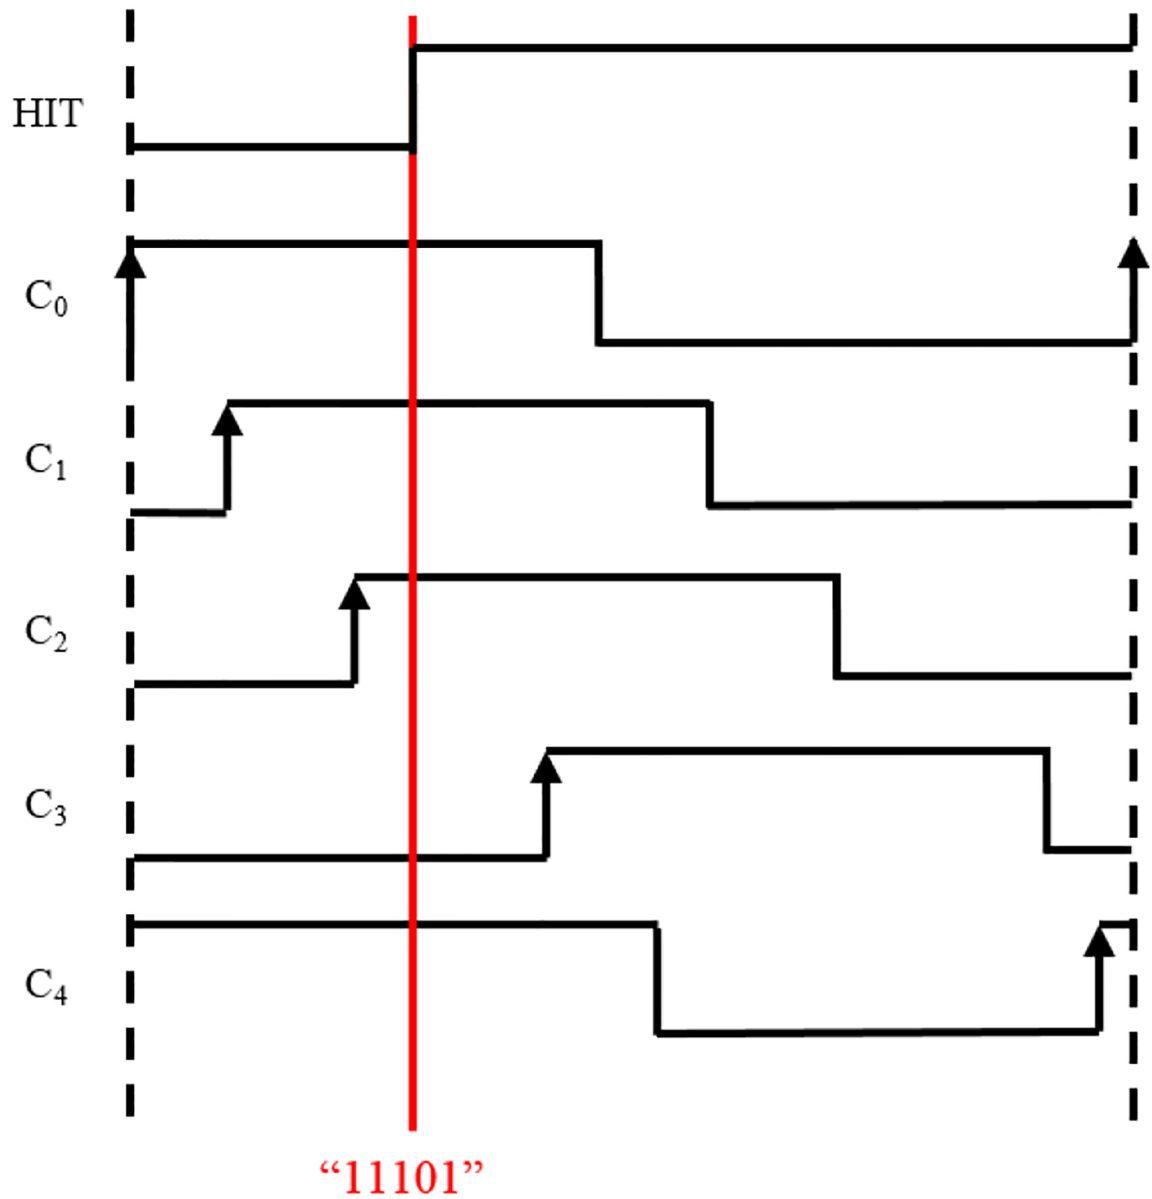 HIT
C₀
C₁
C₂
C₃
C₄
“11101”